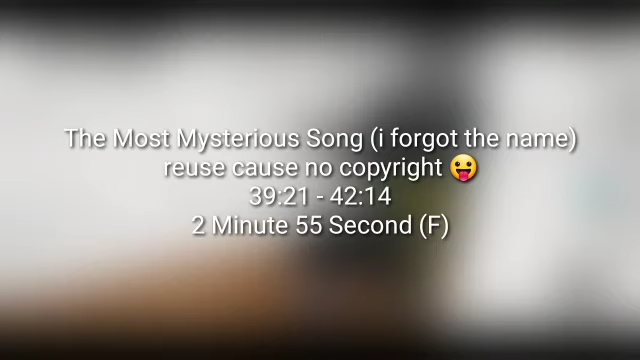 The Most Mysterious Song (i forgot the name)
reuse cause no copyright 😛
39:21 - 42:14
2 Minute 55 Second (F)